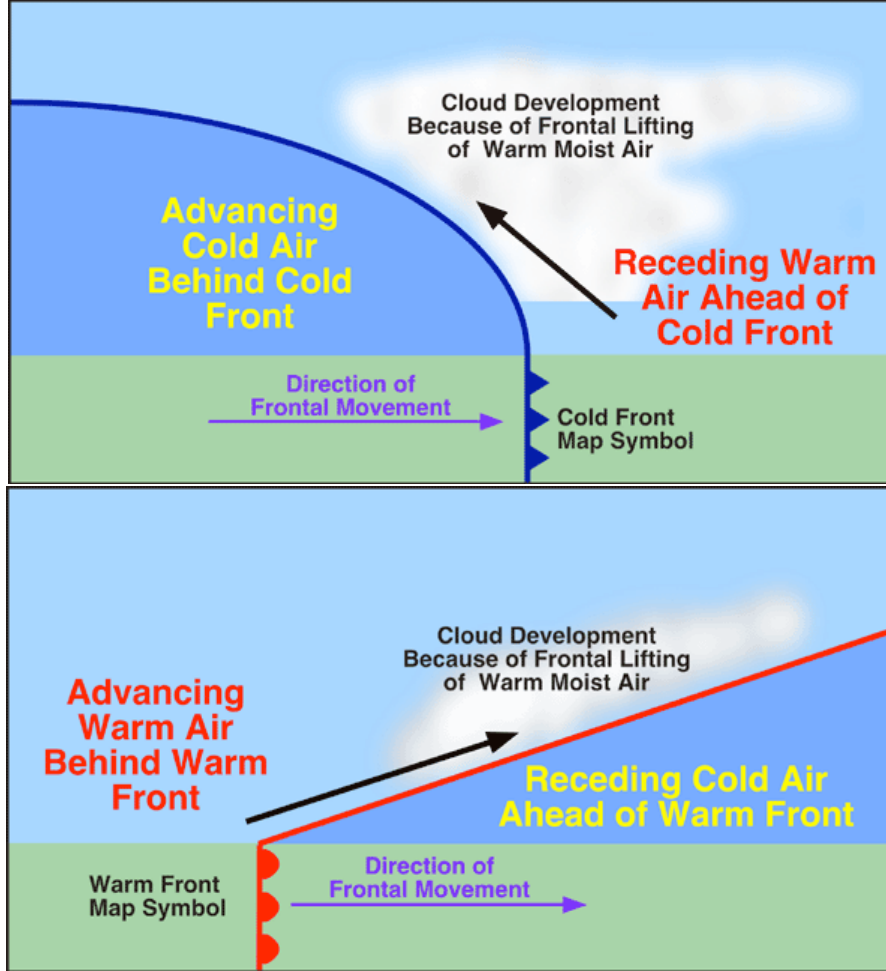 Cloud Development
Because of Frontal Lifting
of Warm Moist Air
Advancing
Cold Air
Behind Cold
Front
Receding Warm
Air Ahead of
Cold Front
Direction of
Frontal Movement
Cold Front
Map Symbol
Cloud Development
Because of Frontal Lifting
of Warm Moist Air
Advancing
Warm Air
Behind Warm
Front
Receding Cold Air
Ahead of Warm Front
Warm Front
Map Symbol
Direction of
Frontal Movement